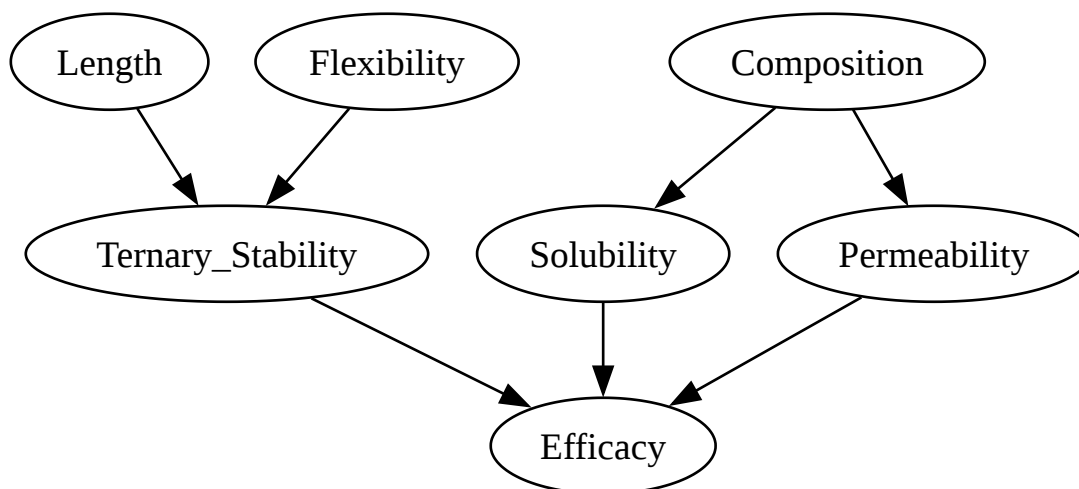 Length
Flexibility
Composition
Ternary_Stability
Solubility
Permeability
Efficacy